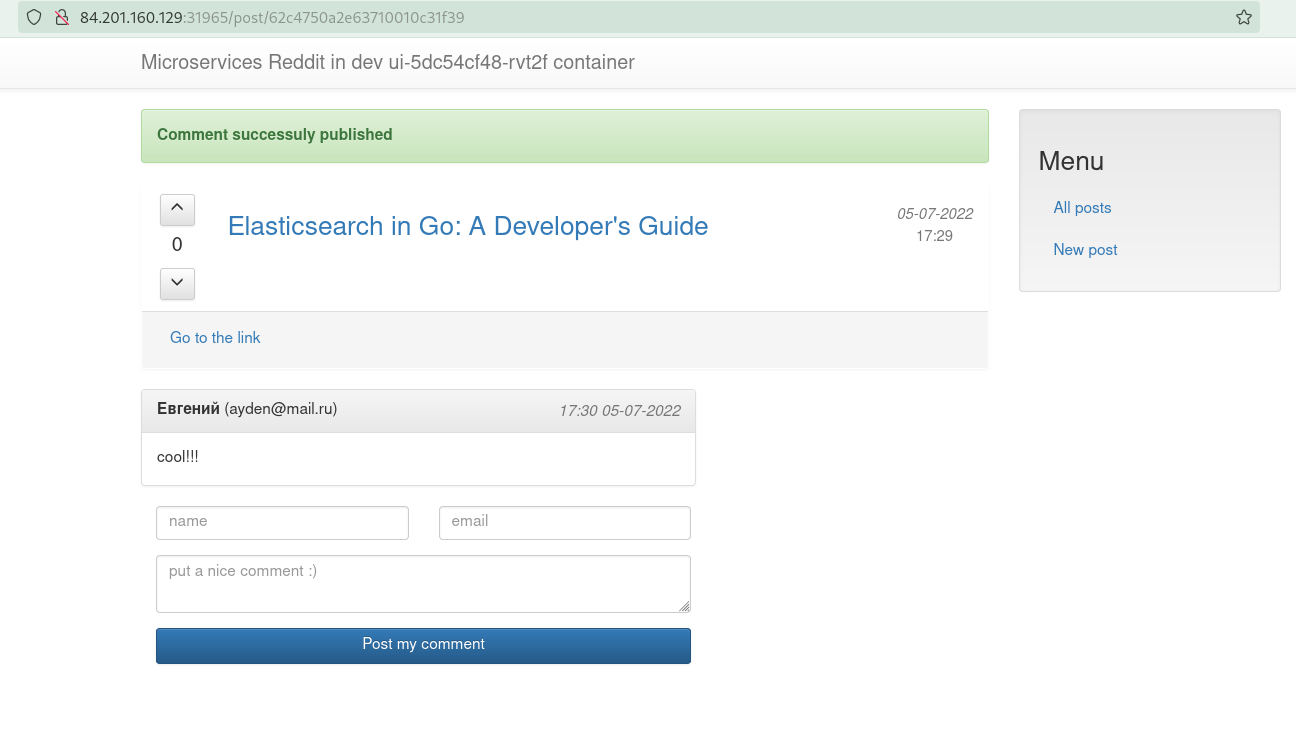 84.201.160.129:31965/post/62c4750a2e63710010c31f39
Microservices Reddit in dev ui-5dc54cf48-rvt2f container
Comment successuly published
Menu
All posts
New post
0
Elasticsearch in Go: A Developer's Guide
05-07-2022
17:29
Go to the link
Евгений (ayden@mail.ru)
17:30 05-07-2022
cool!!!
name
email
put a nice comment :)
Post my comment